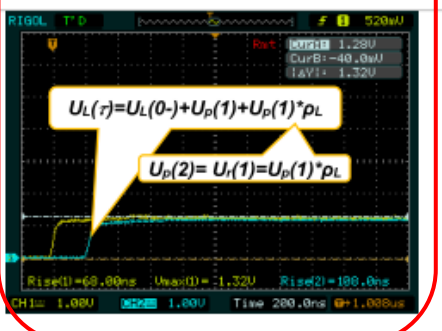 RIGOL T'D f 1 520mV
Rmt CurA: 1.28V
CurB:-40.0mV
|ΔY|: 1.32V
UL(τ)=UL(0-)+Up(1)+Up(1)*ρL
Up(2)= Ur(1)=Up(1)*ρL
Rise(1)=68.00ns Vmax(1)= 1.32V Rise(2)=108.0ns
CH1 1.00V CH2 1.00V Time 200.0ns +1.008us